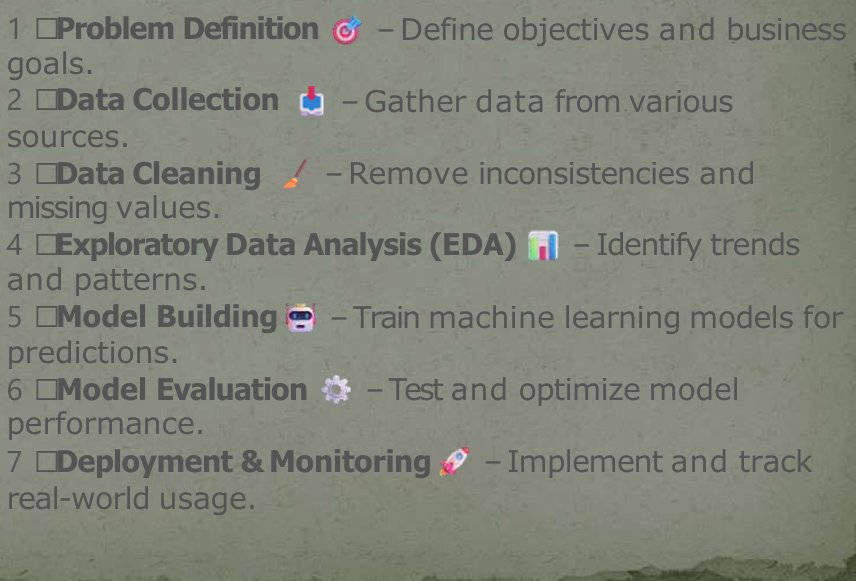 1 □Problem Definition 🎯 – Define objectives and business
goals.
2 □Data Collection 📥 – Gather data from various
sources.
3 □Data Cleaning 🧹 – Remove inconsistencies and
missing values.
4 □Exploratory Data Analysis (EDA) 📊 – Identify trends
and patterns.
5 □Model Building 🤖 – Train machine learning models for
predictions.
6 □Model Evaluation ⚙️ – Test and optimize model
performance.
7 □Deployment & Monitoring 🚀 – Implement and track
real-world usage.